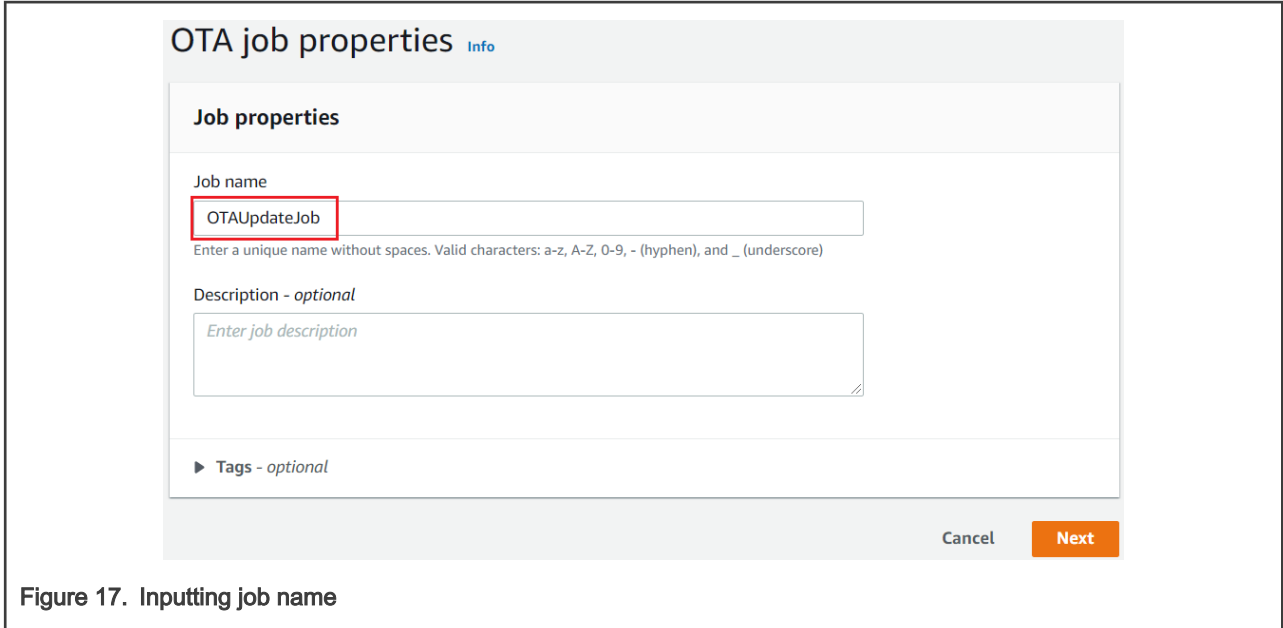 OTA job properties Info
Job properties
Job name
OTAUpdateJob
Enter a unique name without spaces. Valid characters: a-z, A-Z, 0-9, - (hyphen), and _ (underscore)
Description - optional
Enter job description
Tags - optional
Cancel Next
Figure 17. Inputting job name